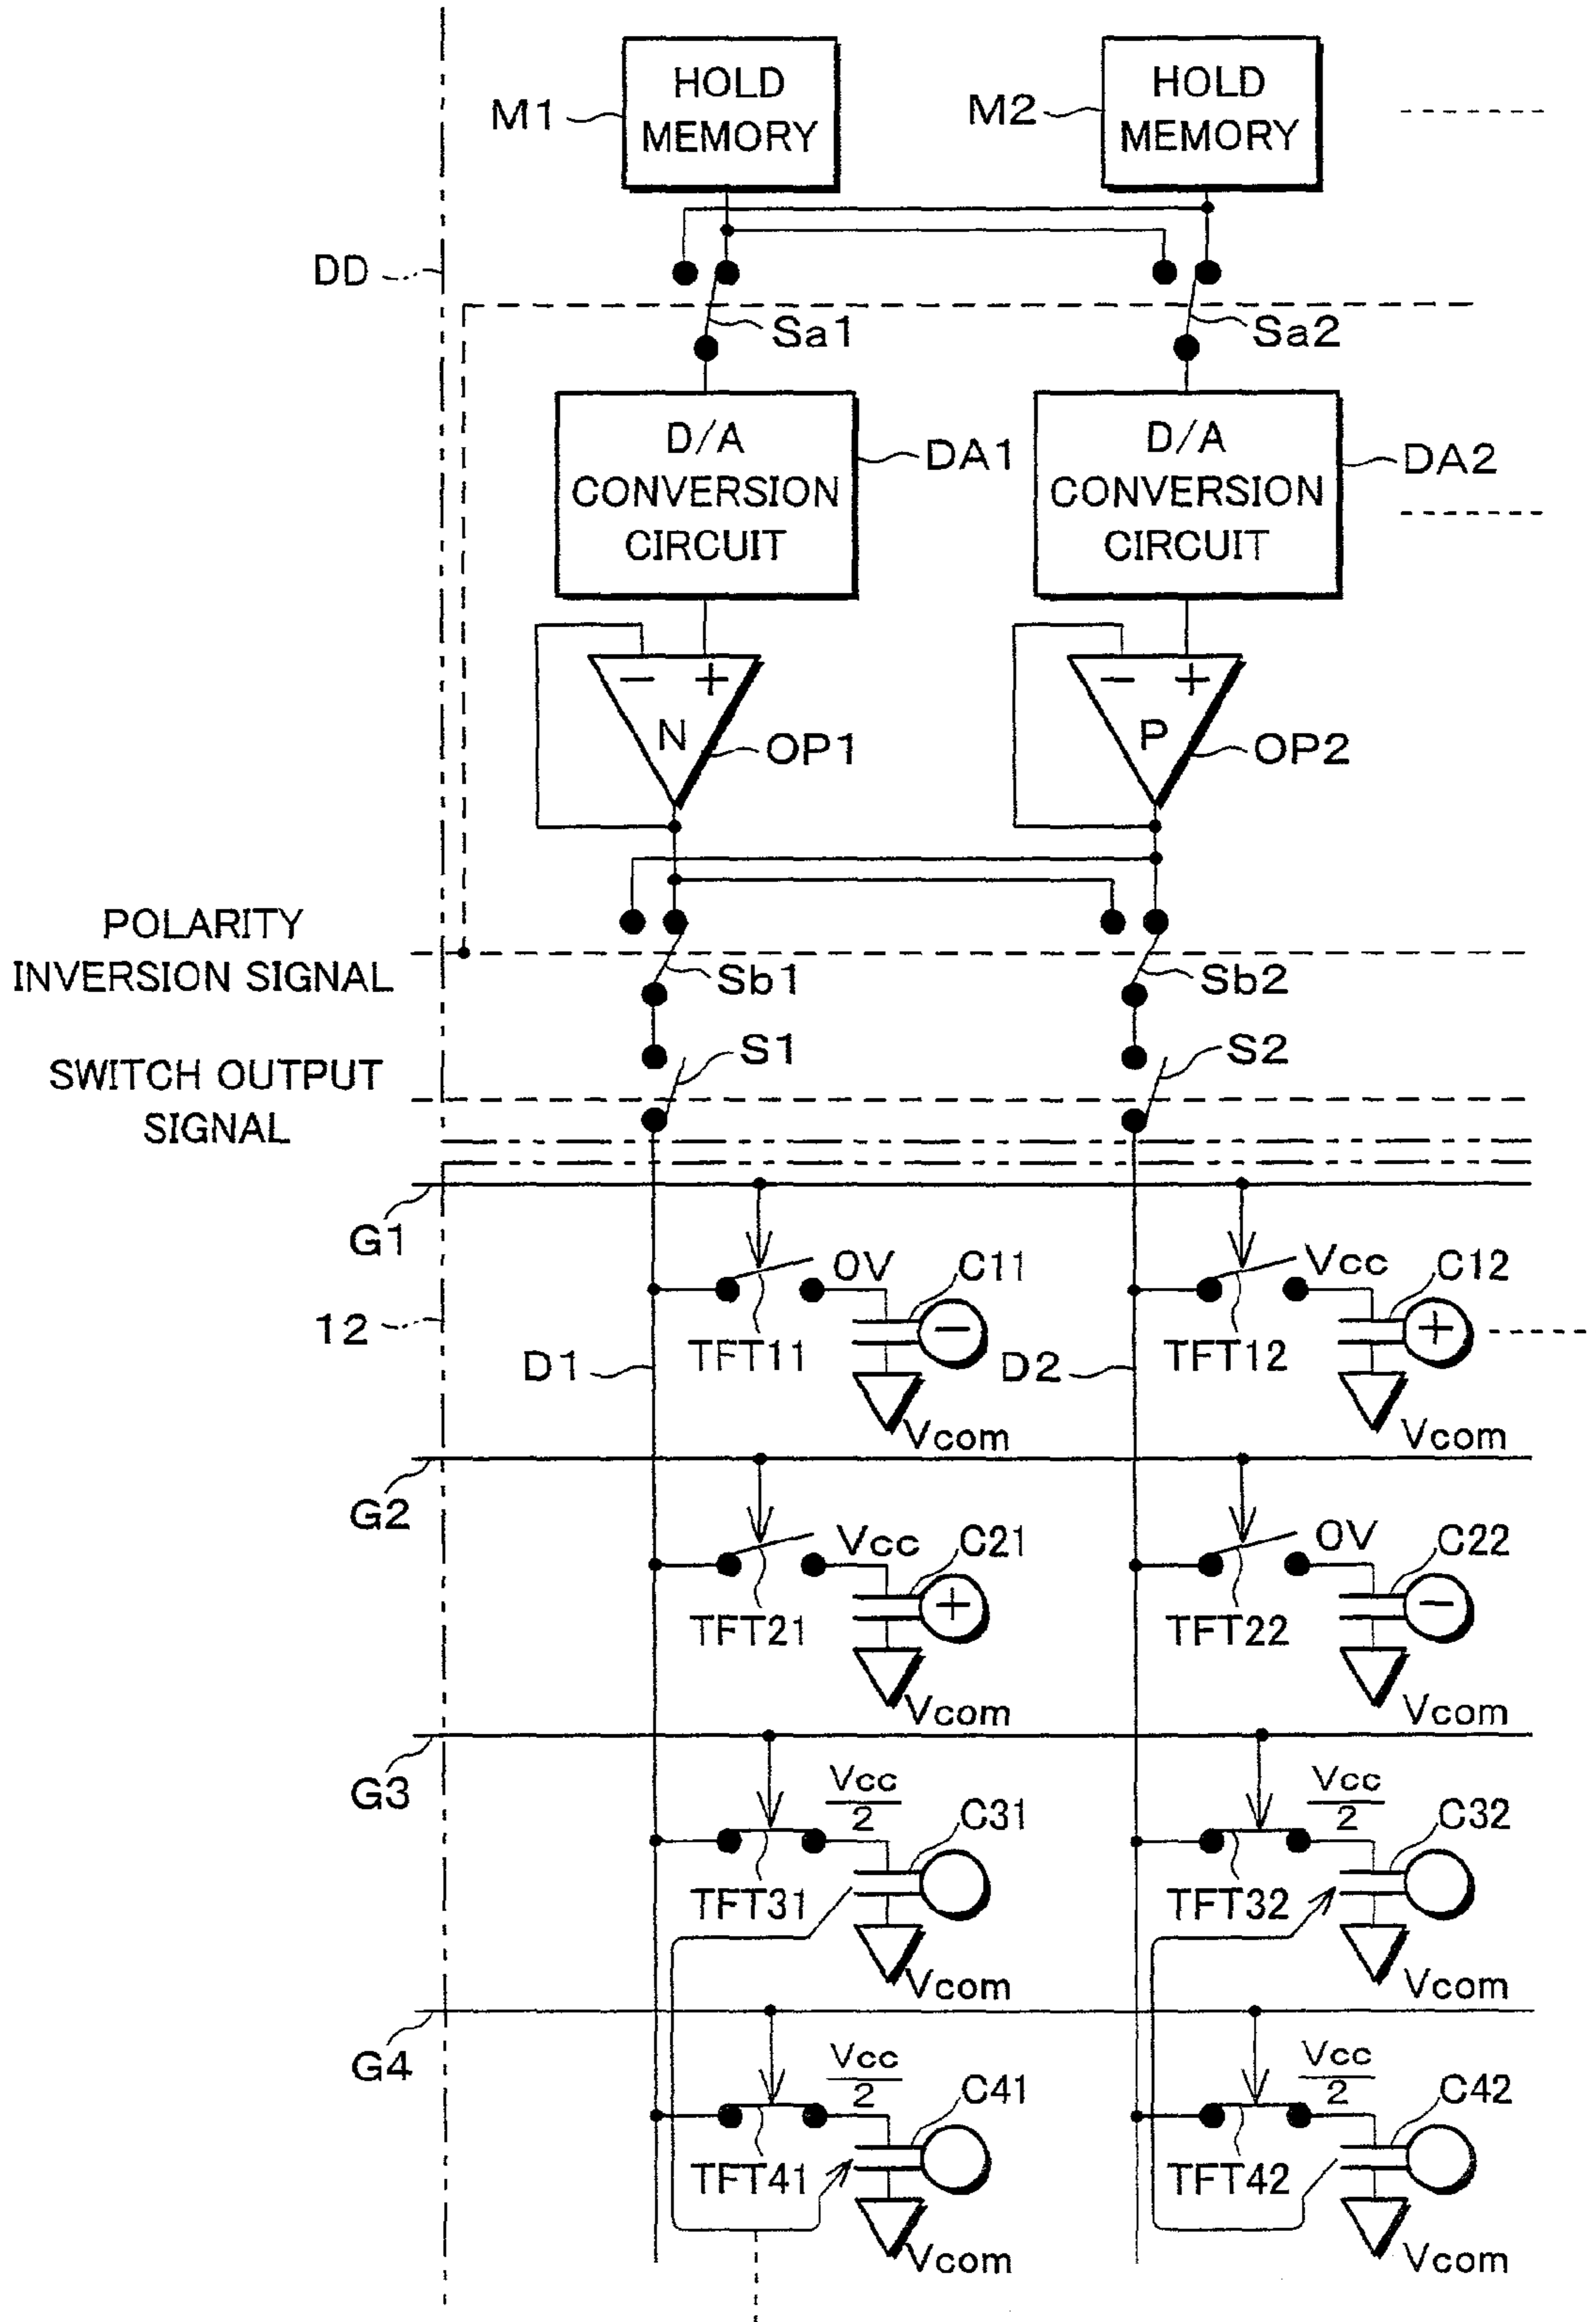 HOLD
MEMORY
M1
HOLD
MEMORY
M2
DD
Sa1
Sa2
D/A
CONVERSION
CIRCUIT
DA1
D/A
CONVERSION
CIRCUIT
DA2
− +
N
OP1
− +
P
OP2
POLARITY
INVERSION SIGNAL
Sb1
Sb2
SWITCH OUTPUT
SIGNAL
S1
S2
G1
12
D1
0V
C11
−
TFT11
Vcom
D2
Vcc
C12
+
TFT12
Vcom
G2
Vcc
C21
+
TFT21
Vcom
0V
C22
−
TFT22
Vcom
G3
Vcc
2
C31
TFT31
Vcom
Vcc
2
C32
TFT32
Vcom
G4
Vcc
2
C41
TFT41
Vcom
Vcc
2
C42
TFT42
Vcom